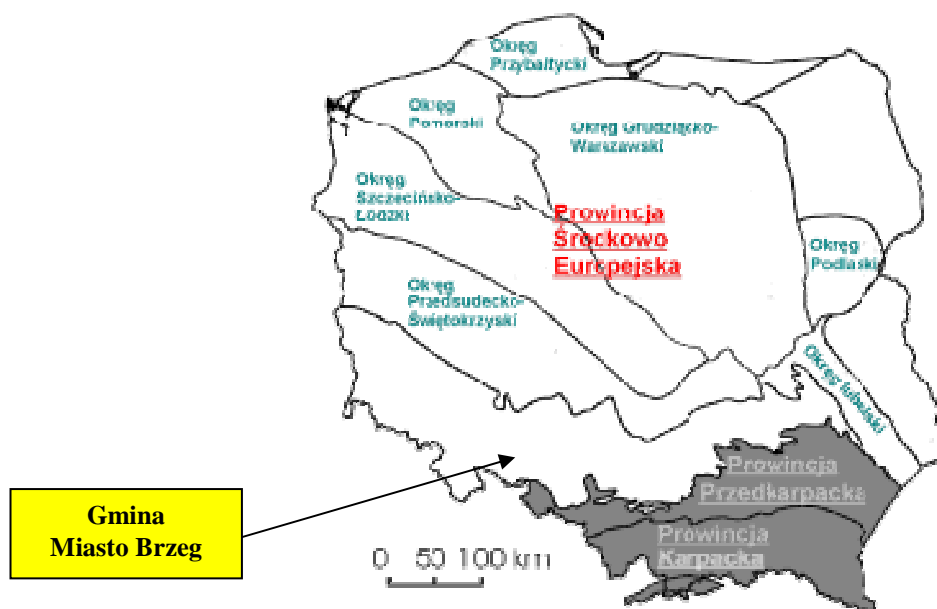 Okręg
Przybałtycki
Okręg
Pomorski
Okręg Grudziącko-
Warszawski
Okręg
Szczecińsko-
Łódzki
Prowincja
Środkowo
Europejska
Okręg
Podlaski
Okręg
Przedsudecko-
Świętokrzyski
Okręg lubelski
Prowincja
Przedkarpacka
Gmina
Miasto Brzeg
Prowincja
Karpacka
0 50 100 km